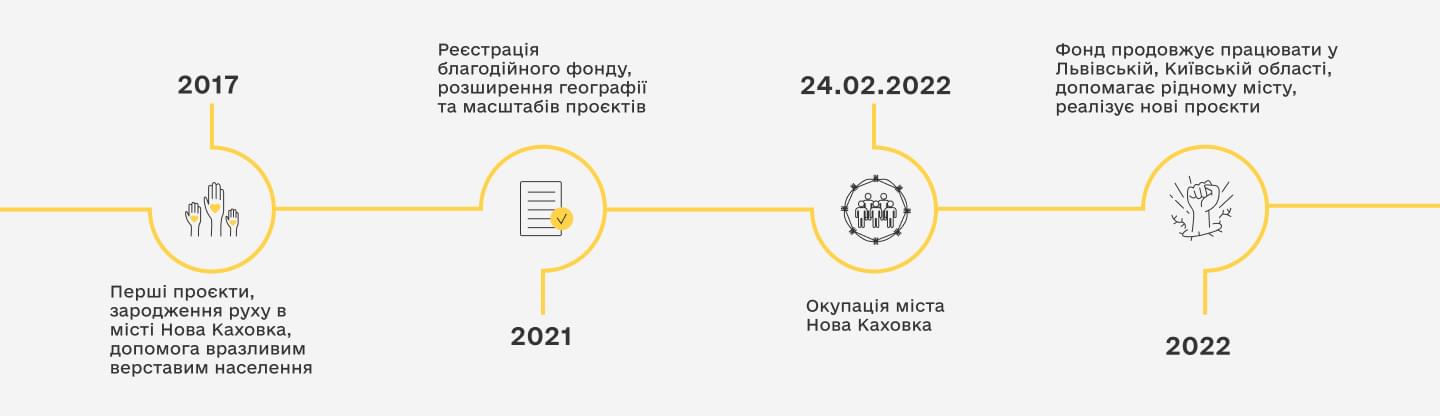 2017
Перші проєкти,
зародження руху в
місті Нова Каховка,
допомога вразливим
верставим населення
Реєстрація
благодійного фонду,
розширення географії
та масштабів проєктів
2021
24.02.2022
Окупація міста
Нова Каховка
Фонд продовжує працювати у
Львівській, Київській області,
допомагає рідному місту,
реалізує нові проєкти
2022